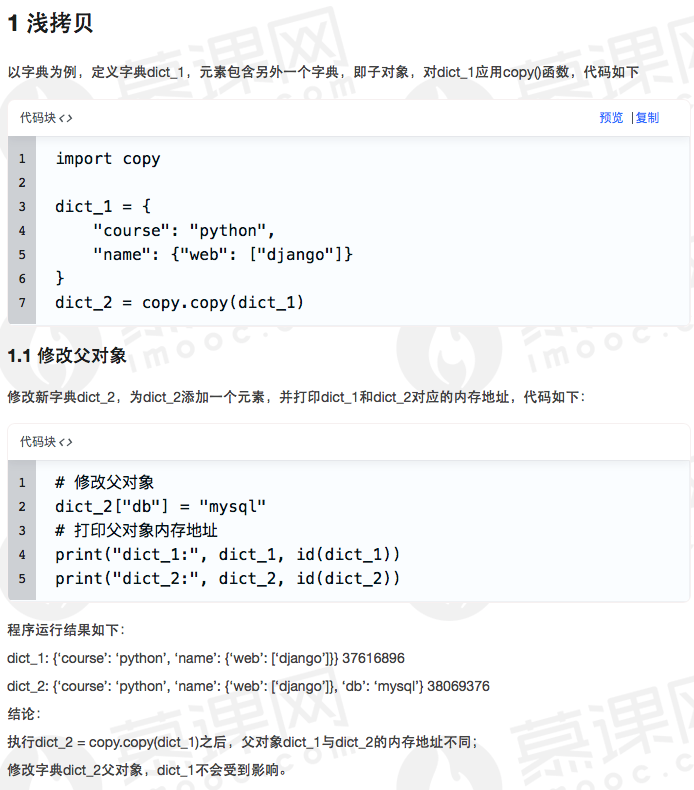 1 浅拷贝
以字典为例，定义字典dict_1，元素包含另外一个字典，即子对象，对dict_1应用copy()函数，代码如下
代码块<> 预览 |复制
1 import copy
2
3 dict_1 = {
4 "course": "python",
5 "name": {"web": ["django"]}
6 }
7 dict_2 = copy.copy(dict_1)
1.1 修改父对象
修改新字典dict_2，为dict_2添加一个元素，并打印dict_1和dict_2对应的内存地址，代码如下：
代码块<>
1 # 修改父对象
2 dict_2["db"] = "mysql"
3 # 打印父对象内存地址
4 print("dict_1:", dict_1, id(dict_1))
5 print("dict_2:", dict_2, id(dict_2))
程序运行结果如下：
dict_1: {‘course’: ‘python’, ‘name’: {‘web’: [‘django’]}} 37616896
dict_2: {‘course’: ‘python’, ‘name’: {‘web’: [‘django’]}, ‘db’: ‘mysql’} 38069376
结论：
执行dict_2 = copy.copy(dict_1)之后，父对象dict_1与dict_2的内存地址不同；
修改字典dict_2父对象，dict_1不会受到影响。
慕课网
imooc.com